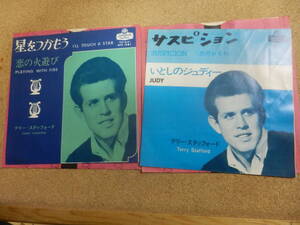 星をつかもう
I'LL TOUCH A STAR
恋の火遊び
PLAYING WITH FIRE
テリー・スタッフォード
サスピション
SUSPICION
いとしのジュディー
JUDY
テリー・スタッフォード
Terry Stafford